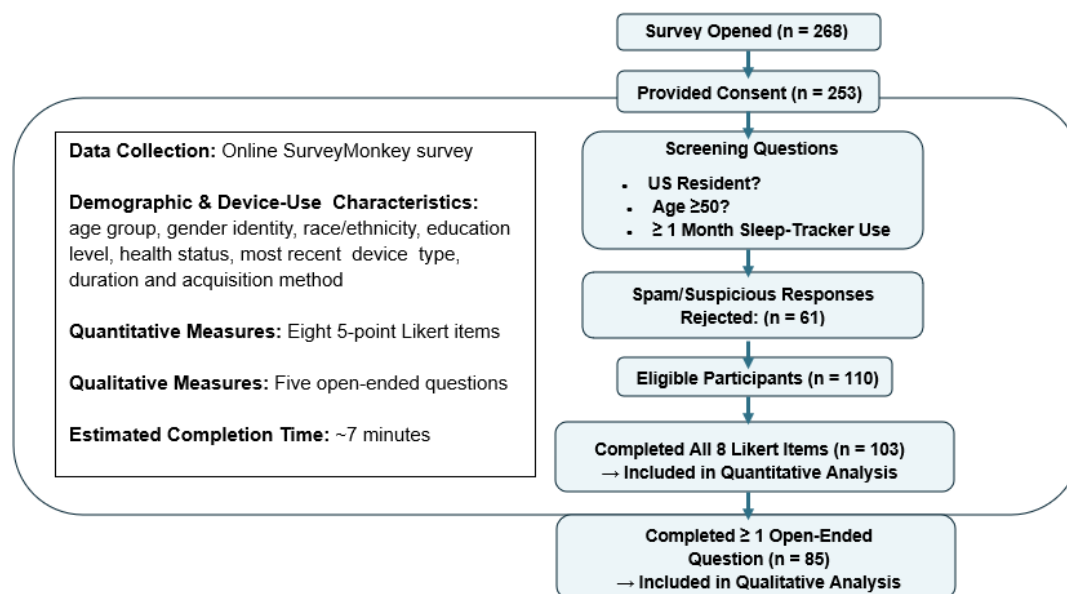 Survey Opened (n = 268)
Provided Consent (n = 253)
Data Collection: Online SurveyMonkey survey
Demographic & Device-Use Characteristics:
age group, gender identity, race/ethnicity, education
level, health status, most recent device type,
duration and acquisition method
Quantitative Measures: Eight 5-point Likert items
Qualitative Measures: Five open-ended questions
Estimated Completion Time: ~7 minutes
Screening Questions
• US Resident?
• Age ≥50?
• ≥ 1 Month Sleep-Tracker Use
Spam/Suspicious Responses
Rejected: (n = 61)
Eligible Participants (n = 110)
Completed All 8 Likert Items (n = 103)
→ Included in Quantitative Analysis
Completed ≥ 1 Open-Ended
Question (n = 85)
→ Included in Qualitative Analysis